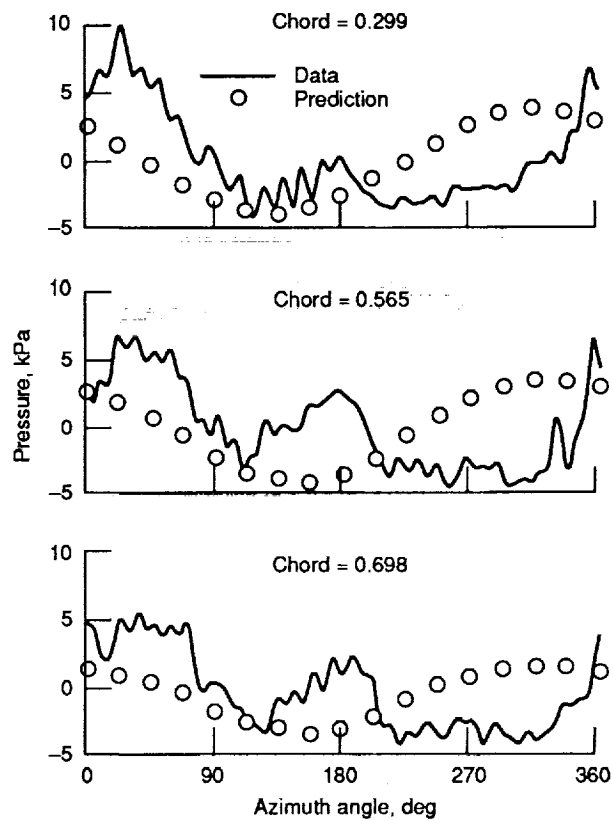 10
Chord = 0.299
Data
5
Prediction
0
−5
10
Chord = 0.565
5
Pressure, kPa
0
−5
10
Chord = 0.698
5
0
−5
0 90 180 270 360
Azimuth angle, deg